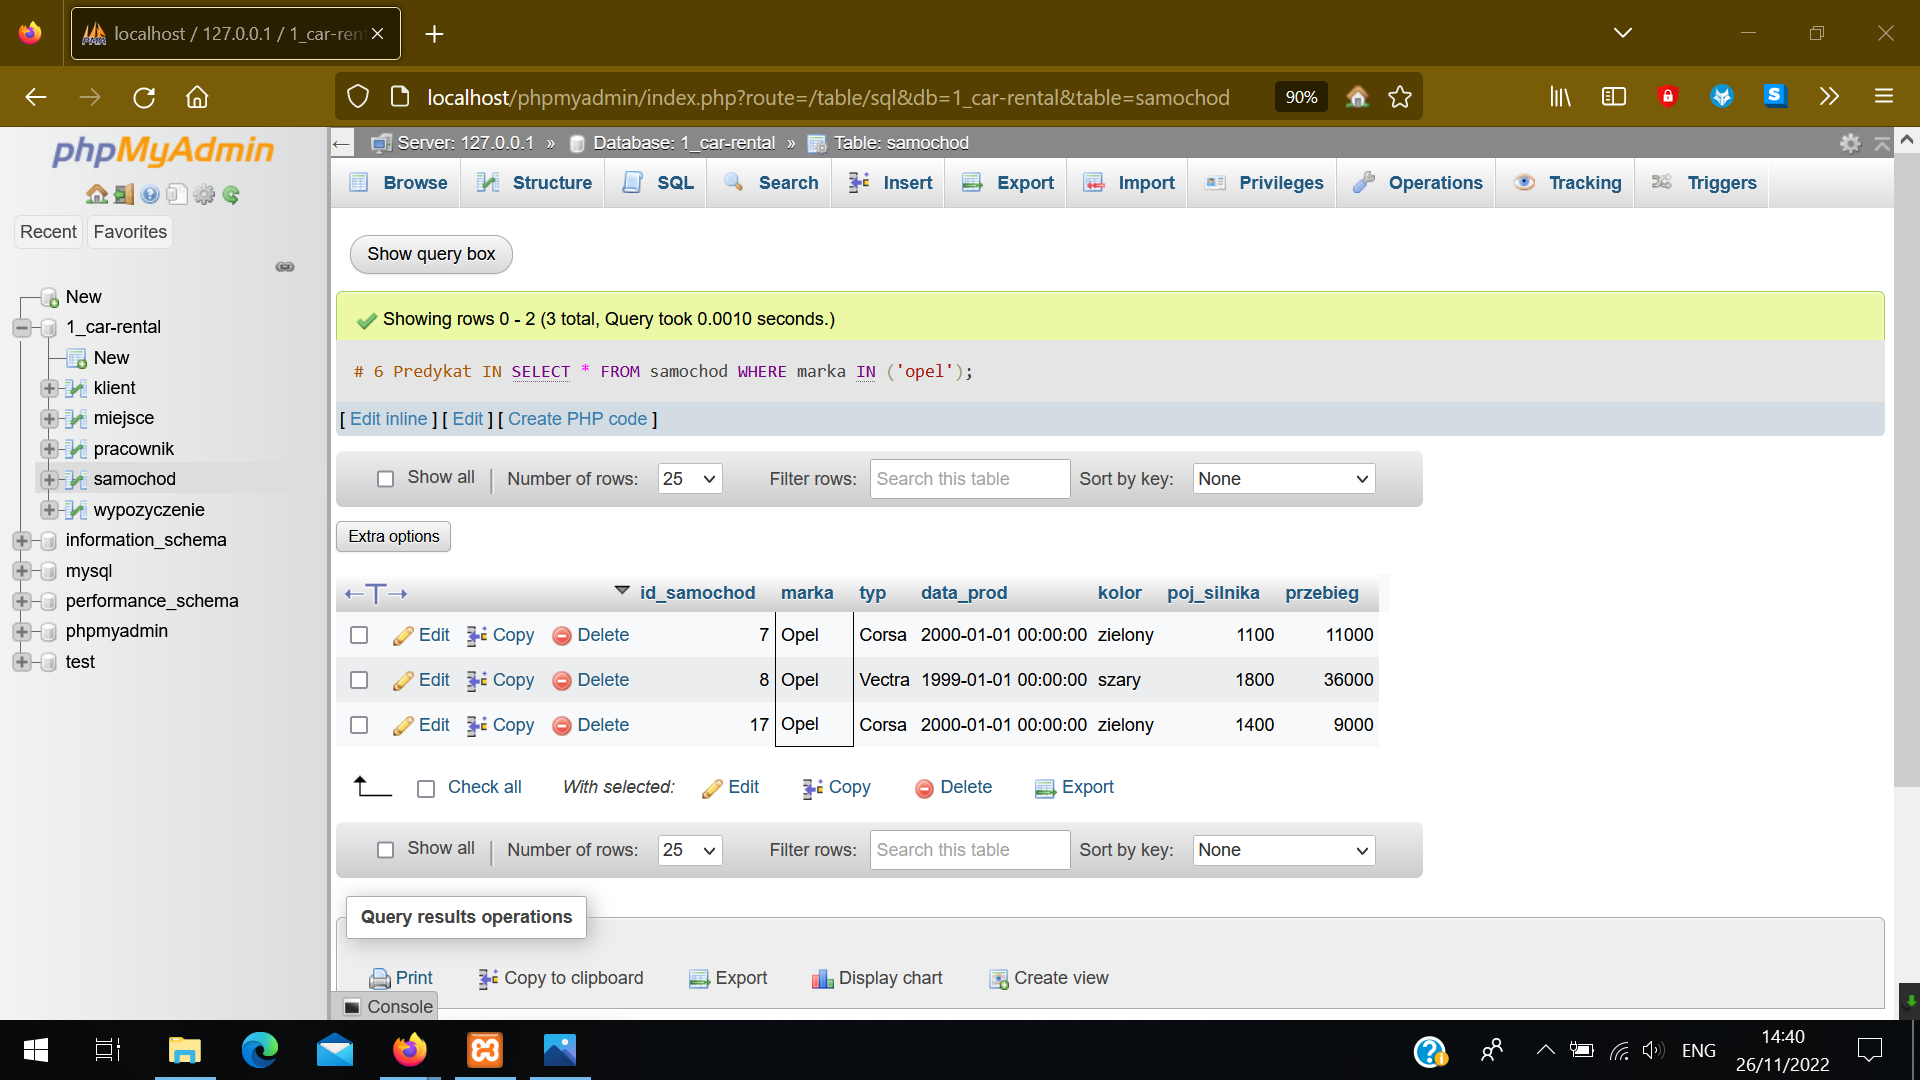 localhost / 127.0.0.1 / 1_car-ren
localhost/phpmyadmin/index.php?route=/table/sql&db=1_car-rental&table=samochod
90%
phpMyAdmin
Recent
Favorites
New
1_car-rental
New
klient
miejsce
pracownik
samochod
wypozyczenie
information_schema
mysql
performance_schema
phpmyadmin
test
Server: 127.0.0.1 » Database: 1_car-rental » Table: samochod
Browse Structure SQL Search Insert Export Import Privileges Operations Tracking Triggers
Show query box
Showing rows 0 - 2 (3 total, Query took 0.0010 seconds.)
# 6 Predykat IN SELECT * FROM samochod WHERE marka IN ('opel');
[ Edit inline ] [ Edit ] [ Create PHP code ]
Show all | Number of rows: 25 Filter rows: Search this table Sort by key: None
Extra options
←T→ id_samochod marka typ data_prod kolor poj_silnika przebieg
Edit Copy Delete 7 Opel Corsa 2000-01-01 00:00:00 zielony 1100 11000
Edit Copy Delete 8 Opel Vectra 1999-01-01 00:00:00 szary 1800 36000
Edit Copy Delete 17 Opel Corsa 2000-01-01 00:00:00 zielony 1400 9000
Check all With selected: Edit Copy Delete Export
Show all | Number of rows: 25 Filter rows: Search this table Sort by key: None
Query results operations
Print Copy to clipboard Export Display chart Create view
Console
ENG
14:40
26/11/2022